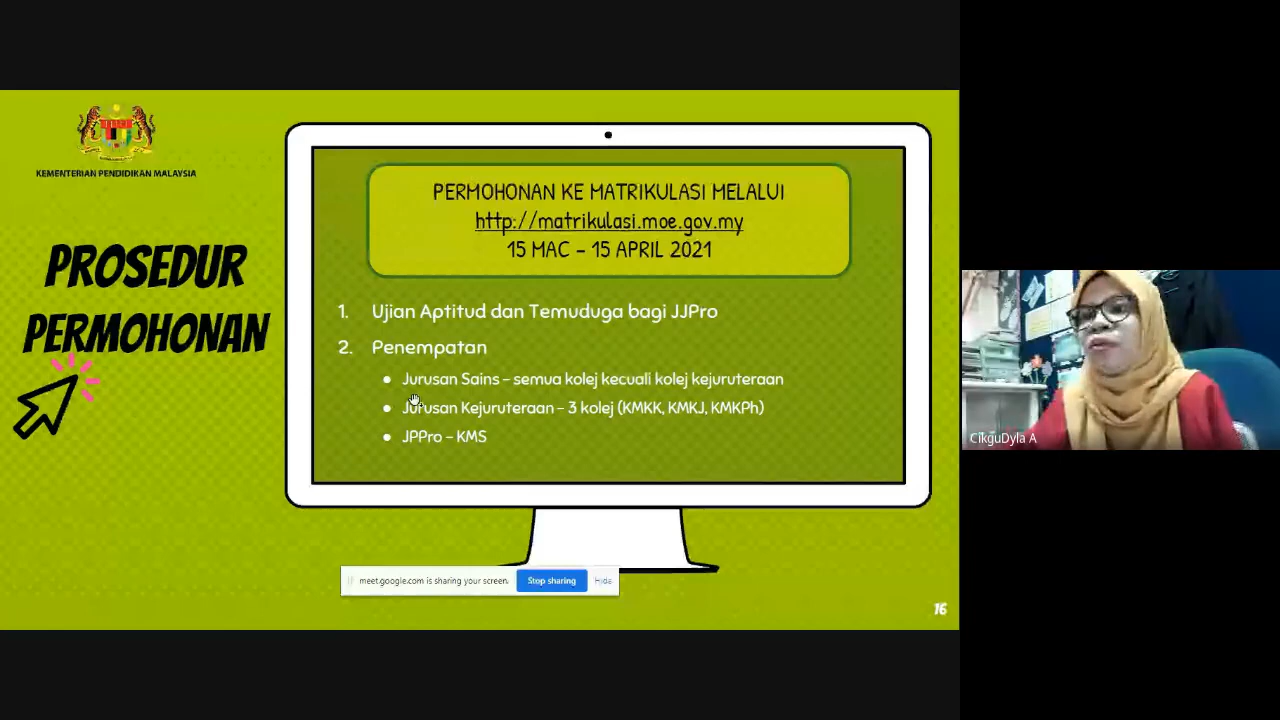 KEMENTERIAN PENDIDIKAN MALAYSIA
PROSEDUR
PERMOHONAN
PERMOHONAN KE MATRIKULASI MELALUI
http://matrikulasi.moe.gov.my
15 MAC – 15 APRIL 2021
1. Ujian Aptitud dan Temuduga bagi JJPro
2. Penempatan
● Jurusan Sains – semua kolej kecuali kolej kejuruteraan
● Jurusan Kejuruteraan – 3 kolej (KMKK, KMKJ, KMKPh)
● JPPro – KMS
meet.google.com is sharing your screen. Stop sharing Hide
16
CikguDyla A